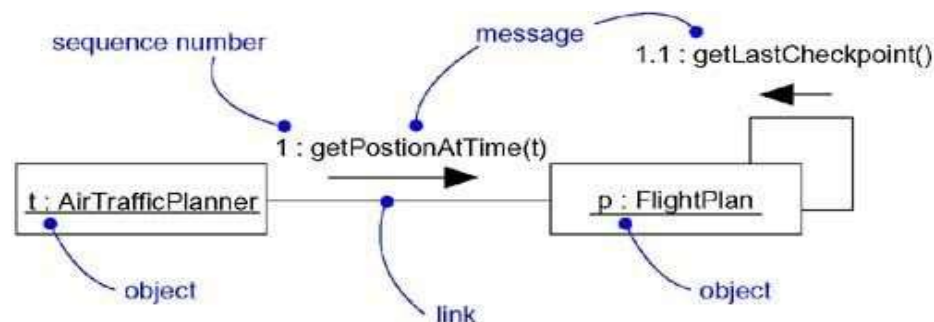 sequence number
message
1.1 : getLastCheckpoint()
1 : getPostionAtTime(t)
t : AirTrafficPlanner
p : FlightPlan
object
link
object